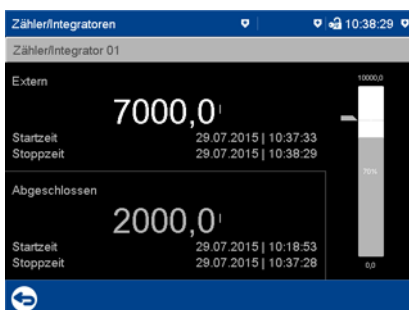 Zähler/Integratoren 10:38:29
Zähler/Integrator 01
Extern
10000,0
7000,0 l
Startzeit 29.07.2015 | 10:37:33
Stoppzeit 29.07.2015 | 10:38:29
70%
Abgeschlossen
2000,0 l
Startzeit 29.07.2015 | 10:18:53
Stoppzeit 29.07.2015 | 10:37:28
0,0